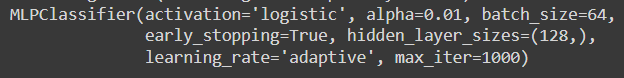 MLPClassifier(activation='logistic', alpha=0.01, batch_size=64,
early_stopping=True, hidden_layer_sizes=(128,),
learning_rate='adaptive', max_iter=1000)